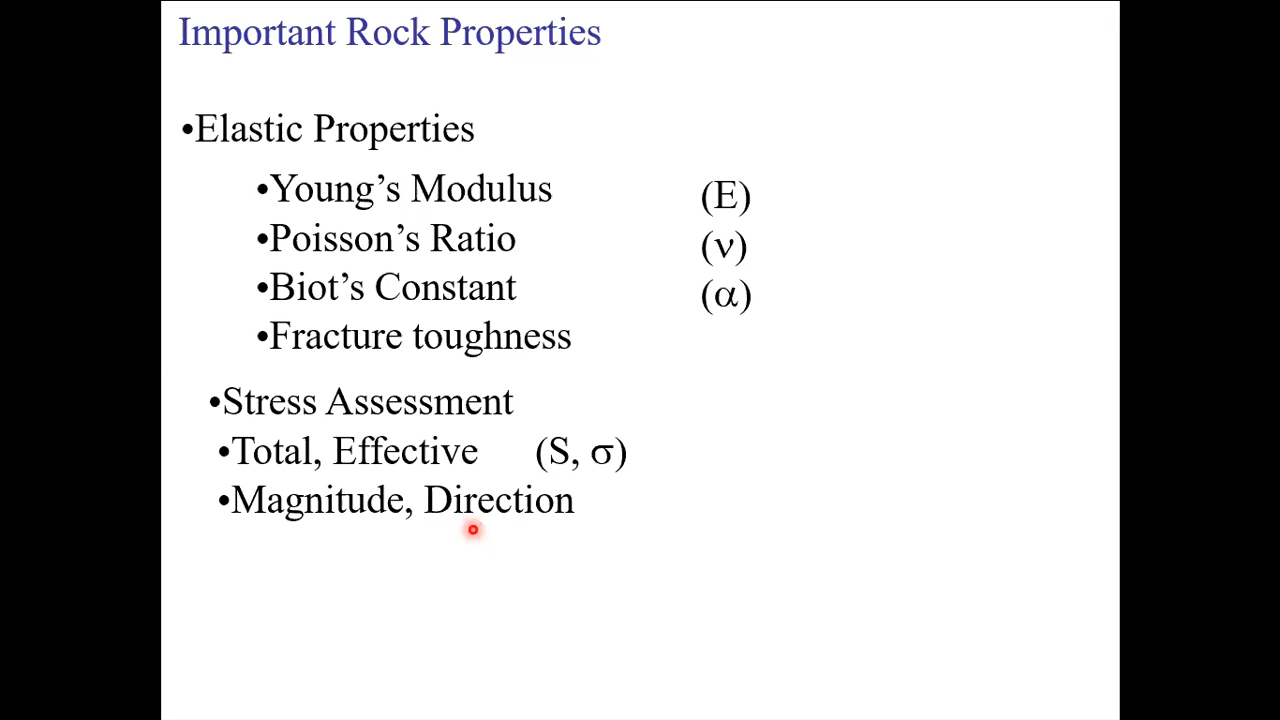 Important Rock Properties
•Elastic Properties
•Young’s Modulus (E)
•Poisson’s Ratio (ν)
•Biot’s Constant (α)
•Fracture toughness
•Stress Assessment
•Total, Effective (S, σ)
•Magnitude, Direction